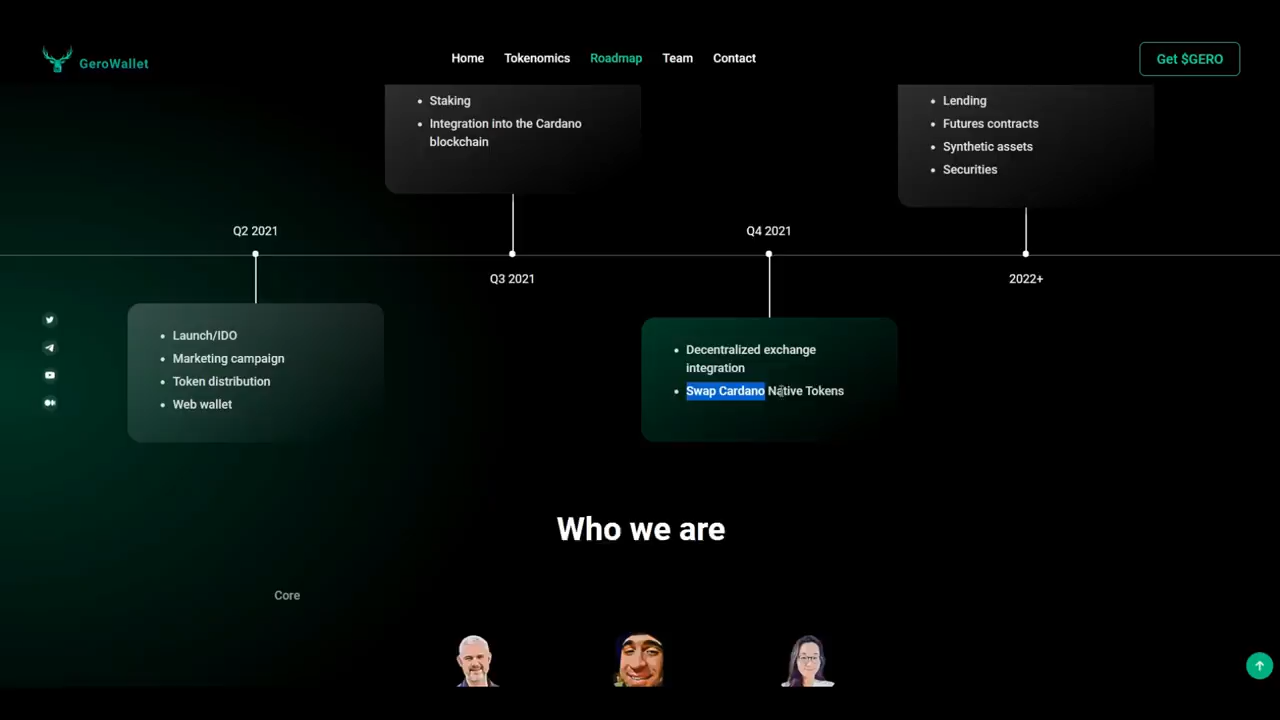 GeroWallet
Home
Tokenomics
Roadmap
Team
Contact
Get $GERO
Staking
Integration into the Cardano
blockchain
Lending
Futures contracts
Synthetic assets
Securities
Q2 2021
Q4 2021
Q3 2021
2022+
Launch/IDO
Marketing campaign
Token distribution
Web wallet
Decentralized exchange
integration
Swap Cardano Native Tokens
Who we are
Core